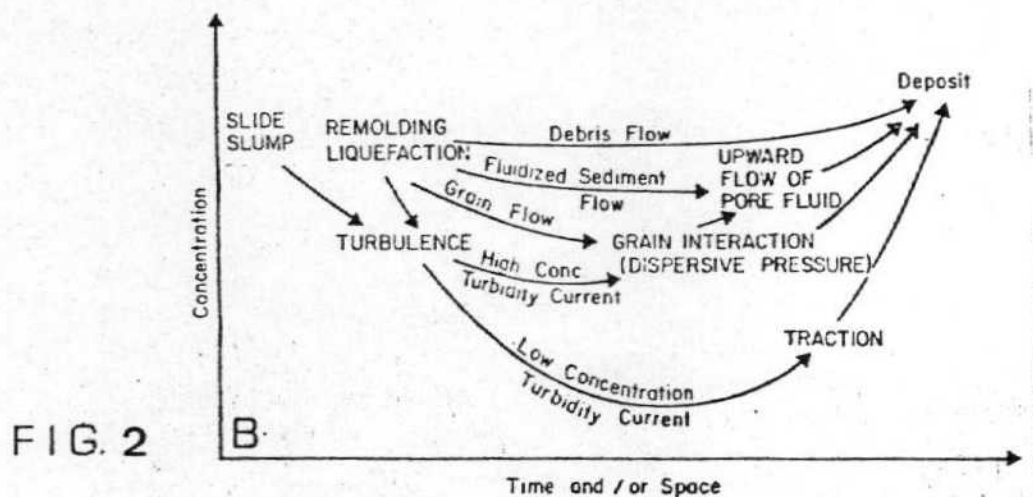 Deposit
SLIDE
SLUMP
REMOLDING
LIQUEFACTION
Debris Flow
UPWARD
FLOW OF
PORE FLUID
Fluidized Sediment
Flow
Grain Flow
TURBULENCE
GRAIN INTERACTION
(DISPERSIVE PRESSURE)
High Conc
Turbidity Current
TRACTION
Low Concentration
Turbidity Current
Concentration
FIG. 2
B
Time and / or Space